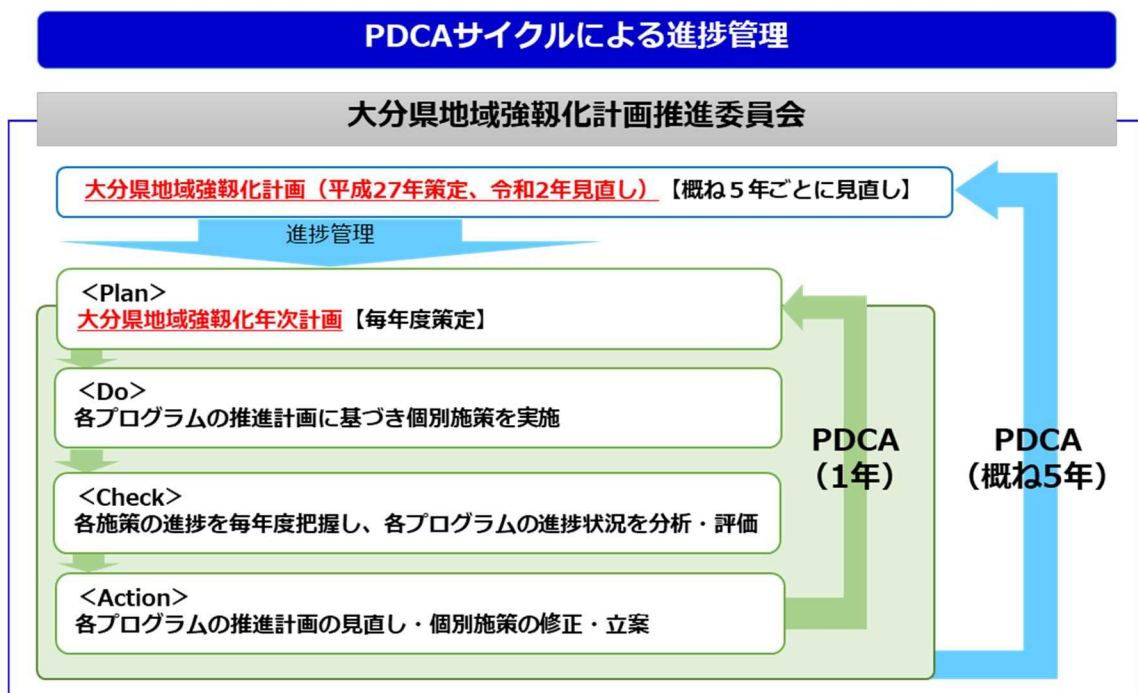 PDCAサイクルによる進捗管理
大分県地域強靱化計画推進委員会
大分県地域強靱化計画（平成27年策定、令和2年見直し）【概ね５年ごとに見直し】
進捗管理
＜Plan＞
大分県地域強靱化年次計画【毎年度策定】
＜Do＞
各プログラムの推進計画に基づき個別施策を実施
＜Check＞
各施策の進捗を毎年度把握し、各プログラムの進捗状況を分析・評価
＜Action＞
各プログラムの推進計画の見直し・個別施策の修正・立案
PDCA
（1年）
PDCA
（概ね5年）